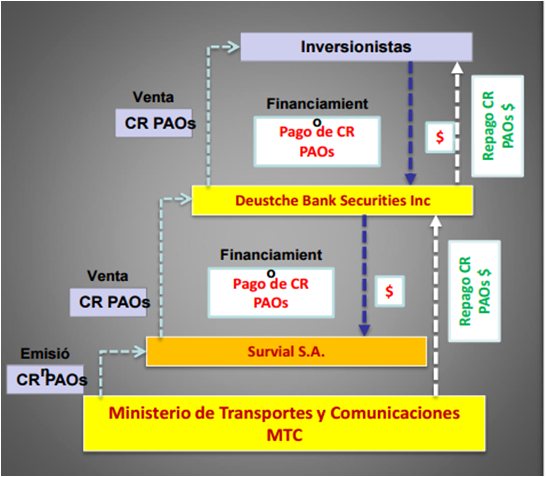 Inversionistas
Venta
CR PAOs
Financiamient
o
Pago de CR
PAOs
$
Repago CR
PAOs $
Deustche Bank Securities Inc
Venta
CR PAOs
Financiamient
o
Pago de CR
PAOs
$
Repago CR
PAOs $
Survial S.A.
Emisió
n
CR PAOs
Ministerio de Transportes y Comunicaciones
MTC